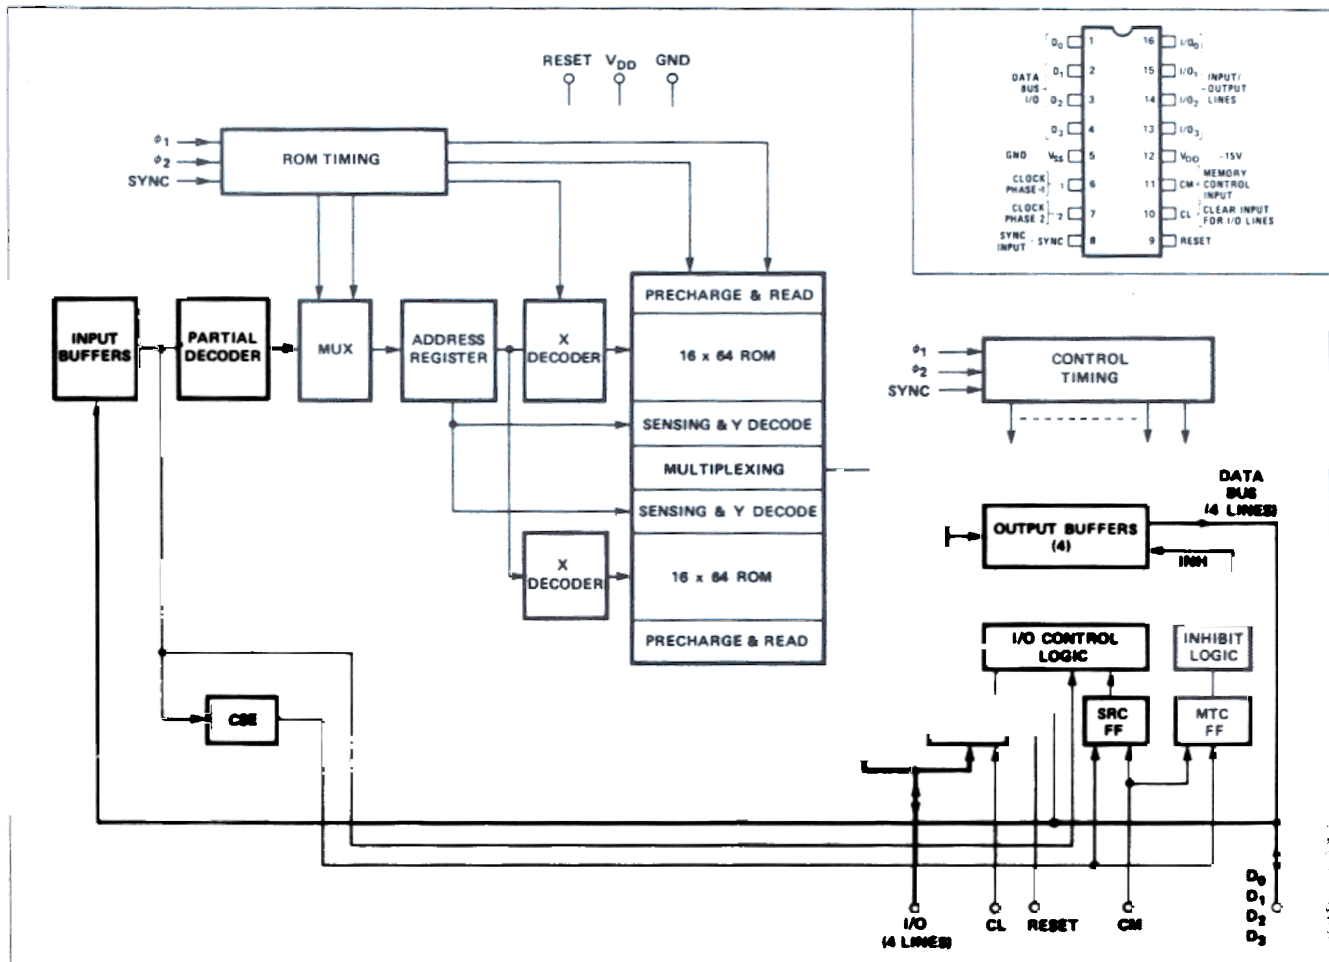 RESET VDD GND
ϕ1
ϕ2
SYNC
ROM TIMING
D0 1 16 I/O0
D1 2 15 I/O1
D2 3 14 I/O2
D3 4 13 I/O3
DATA
BUS
I/O
INPUT/
OUTPUT
LINES
GND VSS 5 12 VDD -15V
CLOCK
PHASE 1
1 6 11 CM
MEMORY
CONTROL
INPUT
CLOCK
PHASE 2
2 7 10 CL
CLEAR INPUT
FOR I/O LINES
SYNC
INPUT
SYNC 8 9 RESET
INPUT
BUFFERS
PARTIAL
DECODER
MUX
ADDRESS
REGISTER
X
DECODER
PRECHARGE & READ
16 x 64 ROM
SENSING & Y DECODE
MULTIPLEXING
SENSING & Y DECODE
16 x 64 ROM
PRECHARGE & READ
X
DECODER
ϕ1
ϕ2
SYNC
CONTROL
TIMING
DATA
BUS
(4 LINES)
OUTPUT BUFFERS
(4)
INH
I/O CONTROL
LOGIC
INHIBIT
LOGIC
CSE
SRC
FF
MTC
FF
I/O
(4 LINES)
CL
RESET
CM
D0
D1
D2
D3